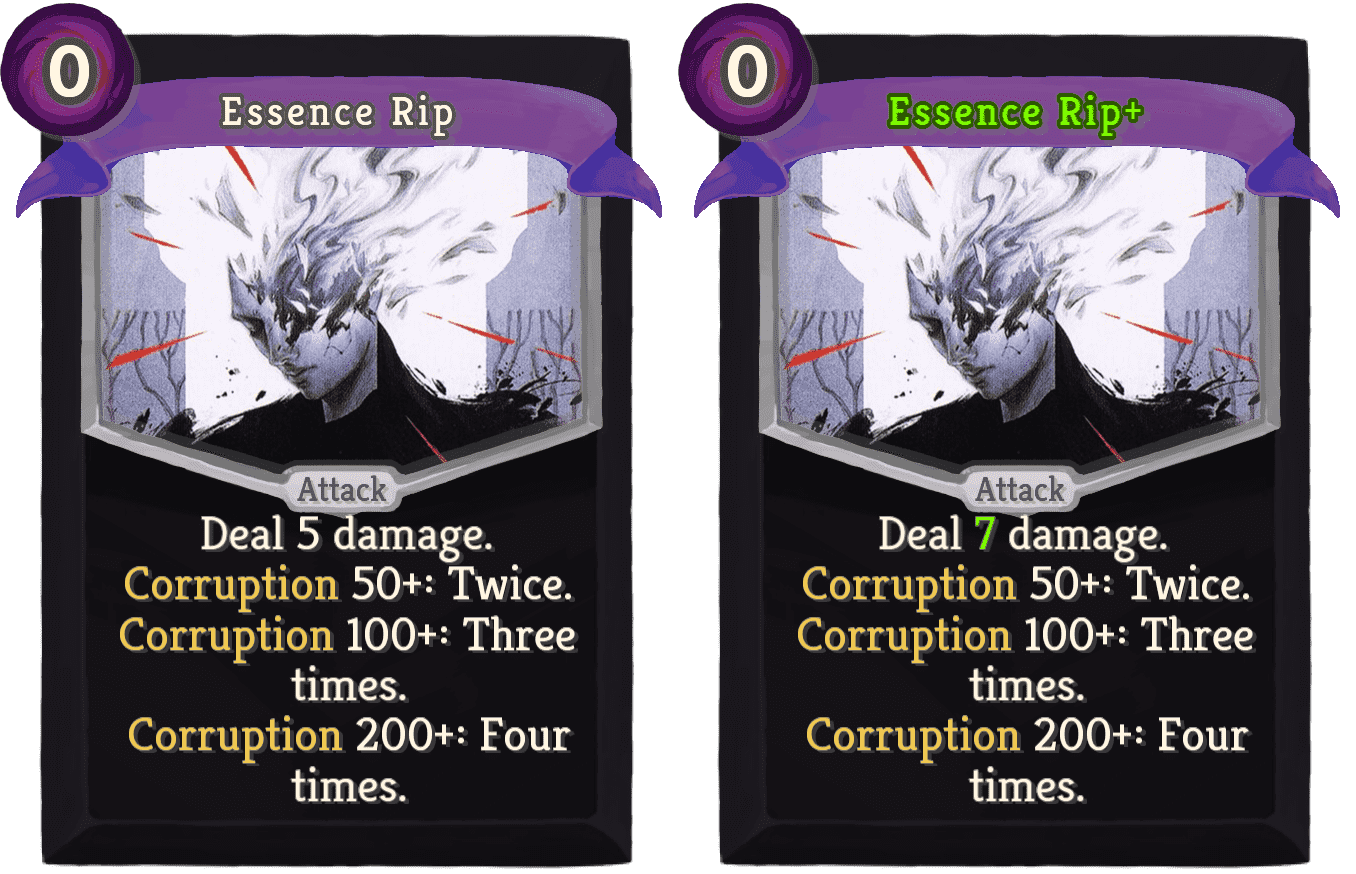 0
Essence Rip
Attack
Deal 5 damage.
Corruption 50+: Twice.
Corruption 100+: Three
times.
Corruption 200+: Four
times.
0
Essence Rip+
Attack
Deal 7 damage.
Corruption 50+: Twice.
Corruption 100+: Three
times.
Corruption 200+: Four
times.